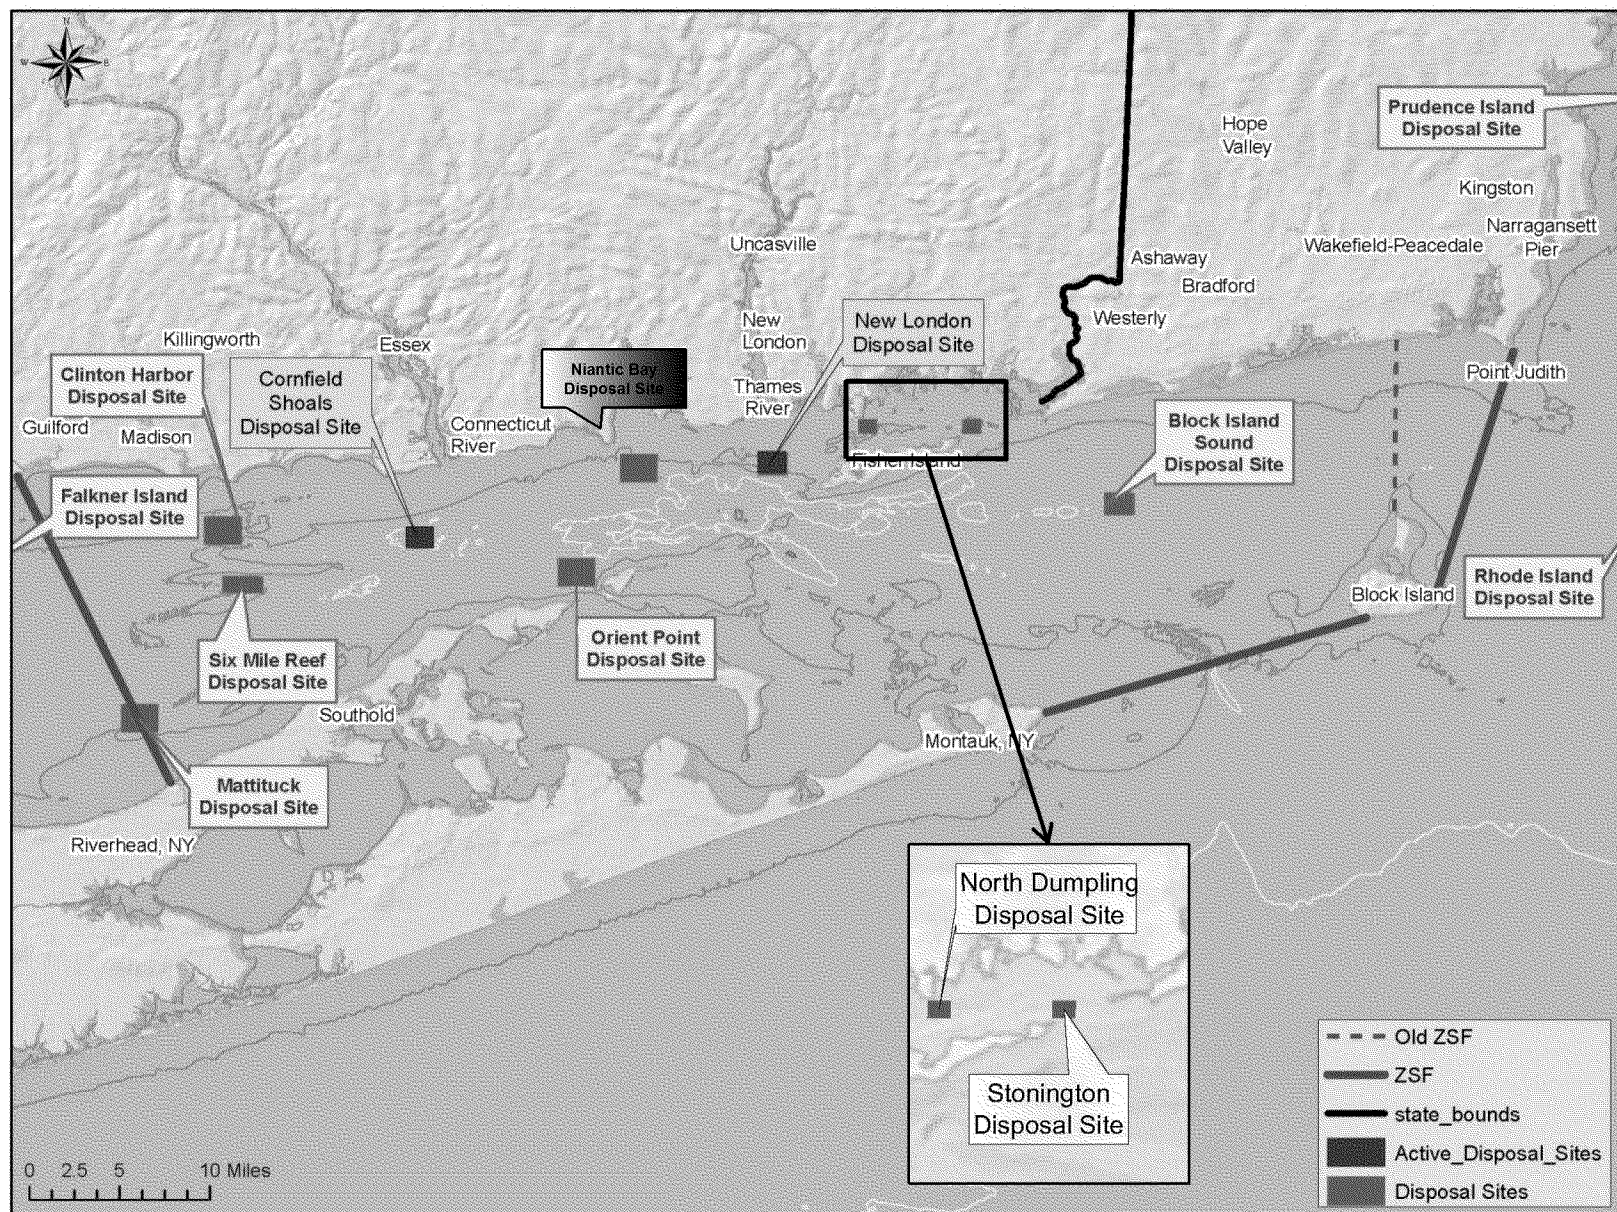 N
W
E
S
Prudence Island
Disposal Site
Hope
Valley
Kingston
Narragansett
Pier
Wakefield-Peacedale
Uncasville
Ashaway
Bradford
Westerly
New
London
New London
Disposal Site
Killingworth
Essex
Niantic Bay
Disposal Site
Clinton Harbor
Disposal Site
Cornfield
Shoals
Disposal Site
Thames
River
Point Judith
Guilford
Madison
Connecticut
River
Block Island
Sound
Disposal Site
Fisher Island
Falkner Island
Disposal Site
Rhode Island
Disposal Site
Block Island
Six Mile Reef
Disposal Site
Orient Point
Disposal Site
Southold
Montauk, NY
Mattituck
Disposal Site
Riverhead, NY
North Dumpling
Disposal Site
Stonington
Disposal Site
Old ZSF
ZSF
state_bounds
Active_Disposal_Sites
Disposal Sites
0 2.5 5 10 Miles